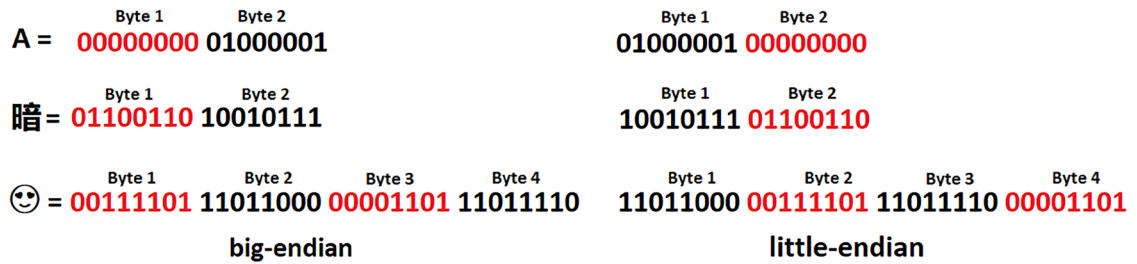 Byte 1 Byte 2 Byte 1 Byte 2
A = 00000000 01000001 01000001 00000000
Byte 1 Byte 2 Byte 1 Byte 2
暗 = 01100110 10010111 10010111 01100110
Byte 1 Byte 2 Byte 3 Byte 4 Byte 1 Byte 2 Byte 3 Byte 4
😍 = 00111101 11011000 00001101 11011110 11011000 00111101 11011110 00001101
big-endian little-endian